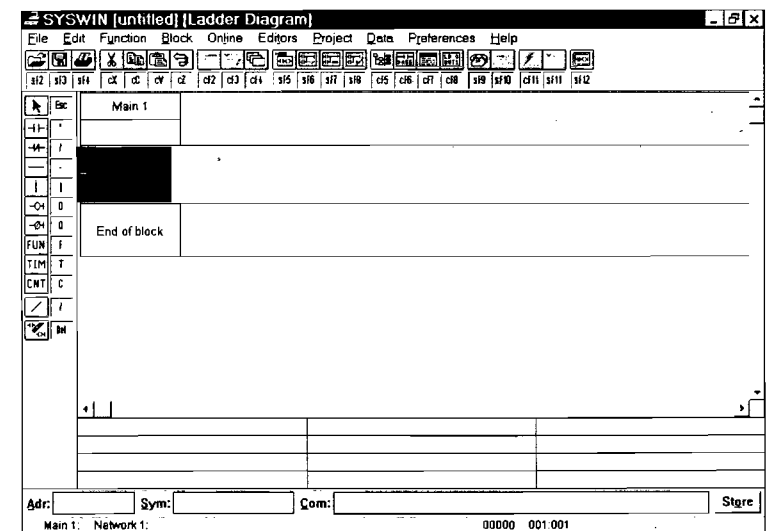 SYSWIN [untitled] {Ladder Diagram}
File Edit Function Block Online Editors Project Data Preferences Help
sf2 sf3 sf4 cX cC cV cZ cf2 cf3 cf4 sf5 sf6 sf7 sf8 cf5 cf6 cf7 cf8 sf9 sf10 cf11 sf11 sf12
Esc Main 1
"
/
-
I
O
Q End of block
FUN F
TIM T
CNT C
/
Del
Adr: Sym: Com: Store
Main 1: Network 1: 00000 001:001